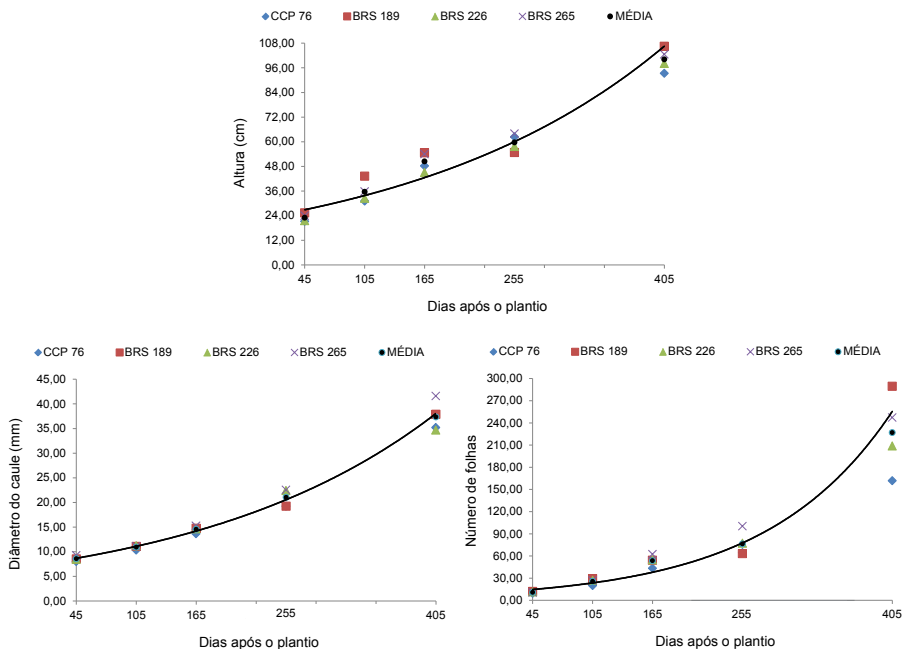 CCP 76 BRS 189 BRS 226 BRS 265 MÉDIA
108,00
96,00
84,00
72,00
60,00
48,00
36,00
24,00
12,00
0,00
Altura (cm)
45 105 165 255 405
Dias após o plantio
CCP 76 BRS 189 BRS 226 BRS 265 MÉDIA
45,00
40,00
35,00
30,00
25,00
20,00
15,00
10,00
5,00
0,00
Diâmetro do caule (mm)
45 105 165 255 405
Dias após o plantio
CCP 76 BRS 189 BRS 226 BRS 265 MÉDIA
300,00
270,00
240,00
210,00
180,00
150,00
120,00
90,00
60,00
30,00
0,00
Número de folhas
45 105 165 255 405
Dias após o plantio